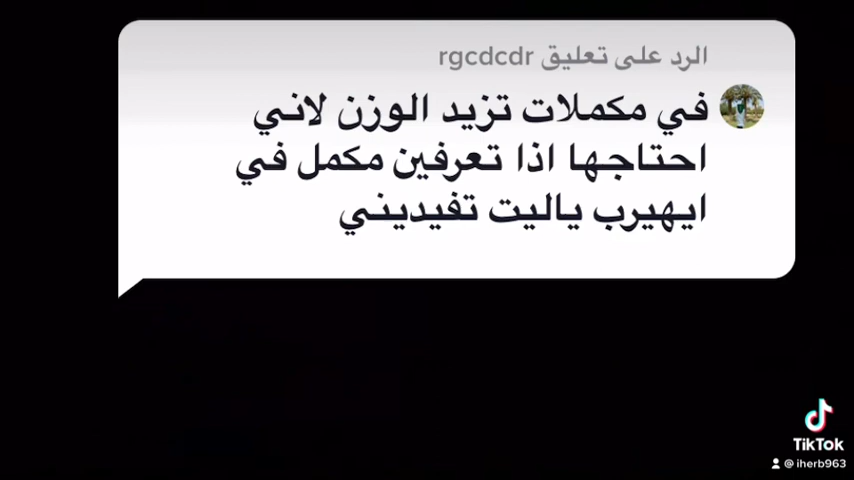 الرد على تعليق rgcdcdr
في مكملات تزيد الوزن لاني
احتاجها اذا تعرفين مكمل في
ايهيرب ياليت تفيديني
TikTok
@ iherb963